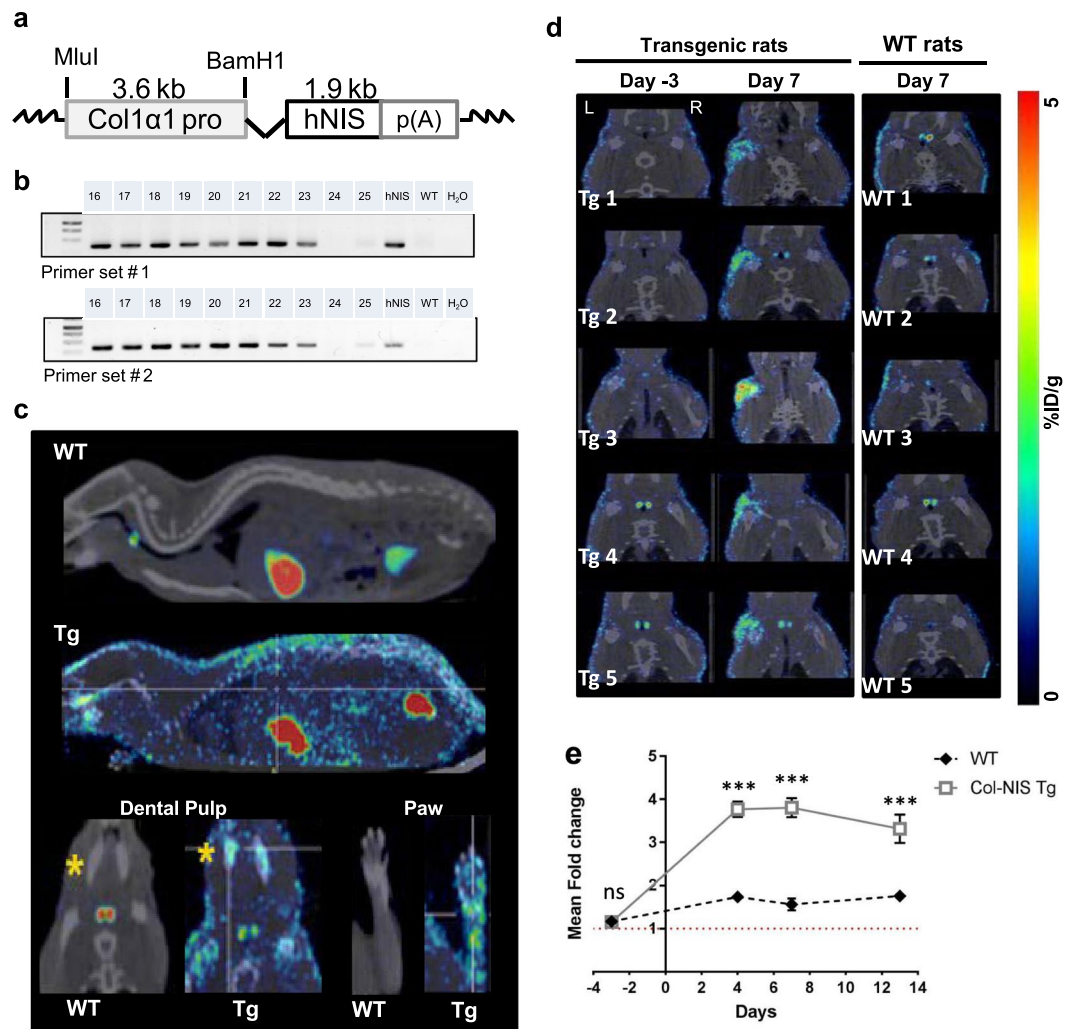 a
MluI
BamH1
3.6 kb
1.9 kb
Col1α1 pro
hNIS
p(A)
b
16 17 18 19 20 21 22 23 24 25 hNIS WT H₂O
Primer set #1
16 17 18 19 20 21 22 23 24 25 hNIS WT H₂O
Primer set #2
c
WT
Tg
Dental Pulp
Paw
*
*
WT
Tg
WT
Tg
d
Transgenic rats
WT rats
Day -3
Day 7
Day 7
L
R
Tg 1
WT 1
Tg 2
WT 2
Tg 3
WT 3
Tg 4
WT 4
Tg 5
WT 5
5
%ID/g
0
e
WT
Col-NIS Tg
Mean Fold change
5
4
3
2
1
ns
***
***
***
-4 -2 0 2 4 6 8 10 12 14
Days